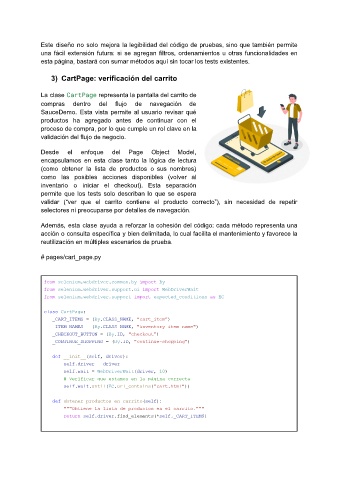 Este diseño no solo mejora la legibilidad del código de pruebas, sino que también permite
una fácil extensión futura: si se agregan filtros, ordenamientos u otras funcionalidades en
esta página, bastará con sumar métodos aquí sin tocar los tests existentes.
3) CartPage: verificación del carrito
La clase CartPage representa la pantalla del carrito de
compras dentro del flujo de navegación de
SauceDemo. Esta vista permite al usuario revisar qué
productos ha agregado antes de continuar con el
proceso de compra, por lo que cumple un rol clave en la
validación del flujo de negocio.
Desde el enfoque del Page Object Model,
encapsulamos en esta clase tanto la lógica de lectura
(como obtener la lista de productos o sus nombres)
como las posibles acciones disponibles (volver al
inventario o iniciar el checkout). Esta separación
permite que los tests solo describan lo que se espera
validar ("ver que el carrito contiene el producto correcto"), sin necesidad de repetir
selectores ni preocuparse por detalles de navegación.
Además, esta clase ayuda a reforzar la cohesión del código: cada método representa una
acción o consulta específica y bien delimitada, lo cual facilita el mantenimiento y favorece la
reutilización en múltiples escenarios de prueba.
# pages/cart_page.py
from selenium.webdriver.common.by import By
from selenium.webdriver.support.ui import WebDriverWait
from selenium.webdriver.support import expected_conditions as EC
class CartPage:
_CART_ITEMS = (By.CLASS_NAME, "cart_item")
_ITEM_NAMES = (By.CLASS_NAME, "inventory_item_name")
_CHECKOUT_BUTTON = (By.ID, "checkout")
_CONTINUE_SHOPPING = (By.ID, "continue-shopping")
def __init__(self, driver):
self.driver = driver
self.wait = WebDriverWait(driver, 10)
# Verificar que estamos en la página correcta
self.wait.until(EC.url_contains("cart.html"))
def obtener_productos_en_carrito(self):
"""Obtiene la lista de productos en el carrito."""
return self.driver.find_elements(*self._CART_ITEMS)